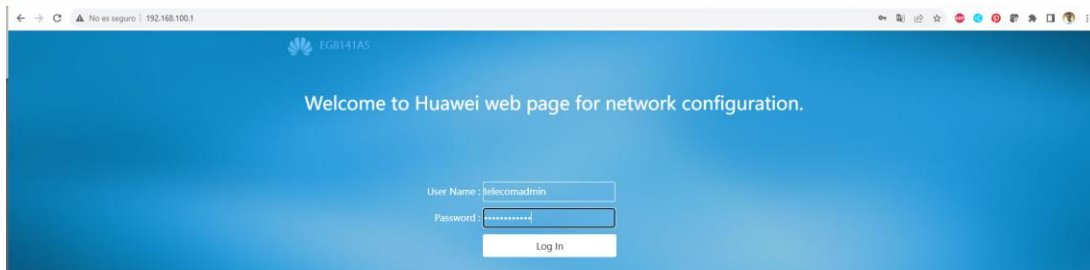 No es seguro | 192.168.100.1
EG8141A5
Welcome to Huawei web page for network configuration.
User Name : telecomadmin
Password : ••••••••••••
Log In